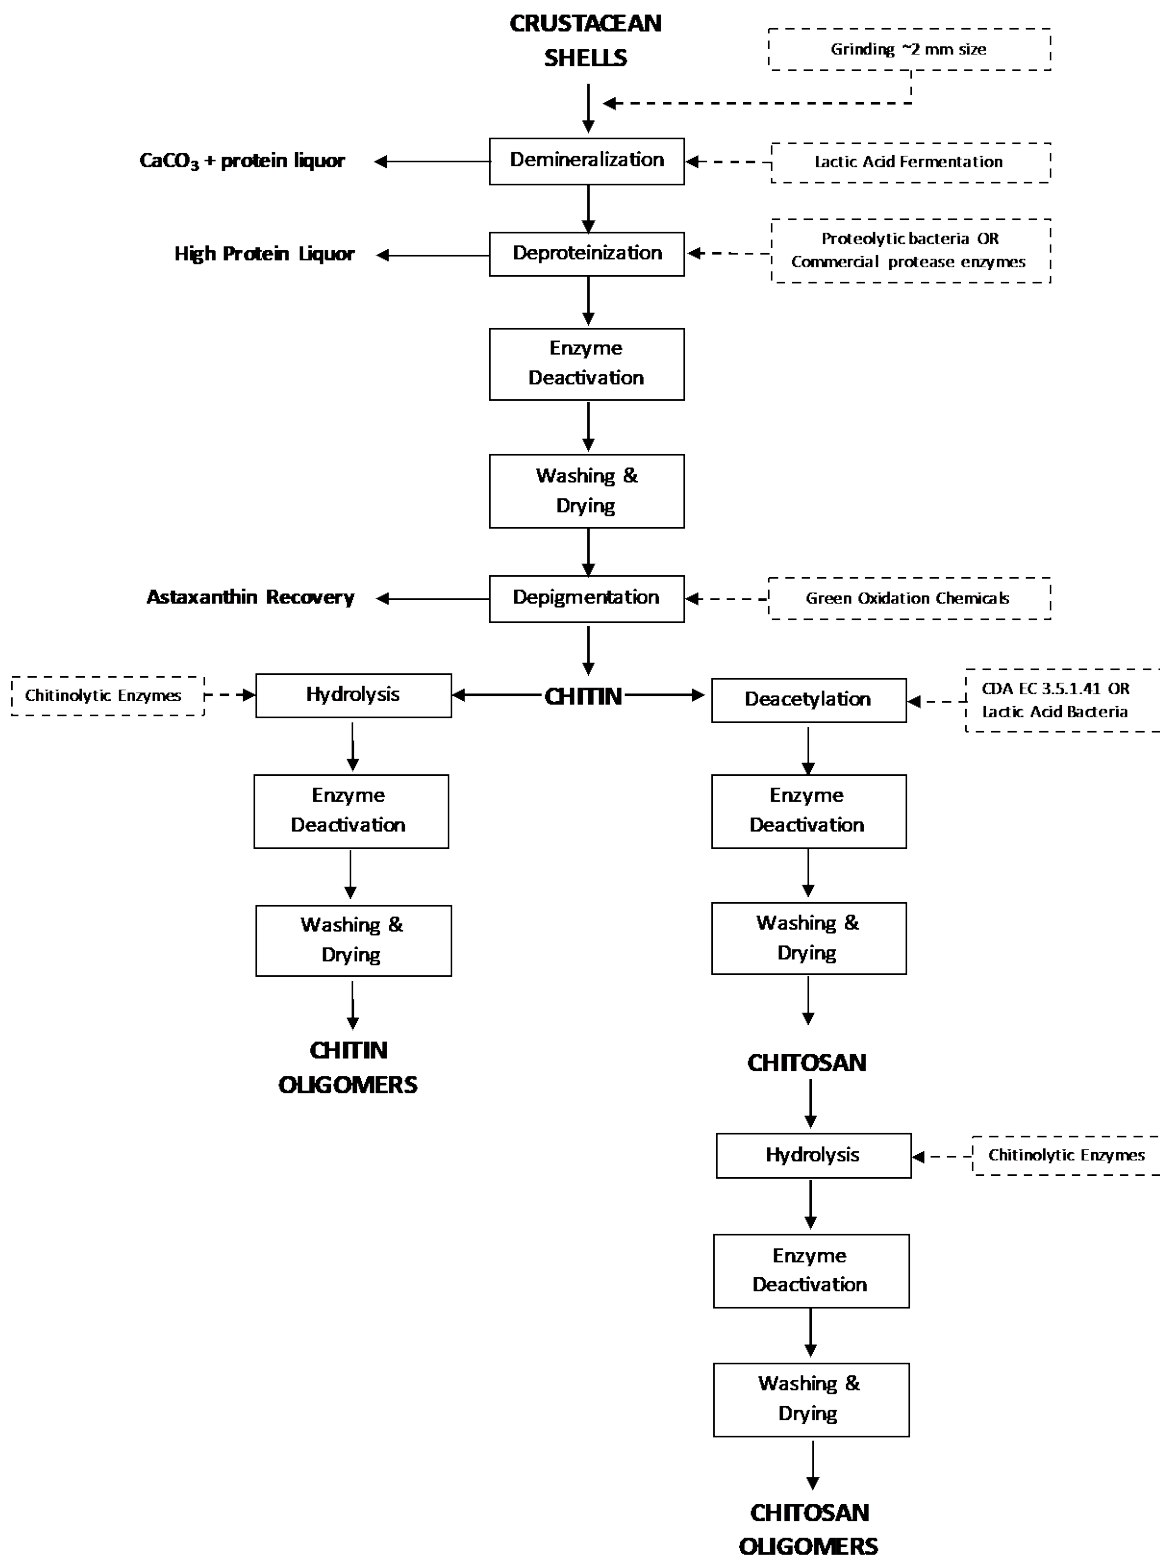 CRUSTACEAN
SHELLS
Grinding ~2 mm size
CaCO₃ + protein liquor
Demineralization
Lactic Acid Fermentation
High Protein Liquor
Deproteinization
Proteolytic bacteria OR
Commercial protease enzymes
Enzyme
Deactivation
Washing &
Drying
Astaxanthin Recovery
Depigmentation
Green Oxidation Chemicals
Chitinolytic Enzymes
Hydrolysis
CHITIN
Deacetylation
CDA EC 3.5.1.41 OR
Lactic Acid Bacteria
Enzyme
Deactivation
Enzyme
Deactivation
Washing &
Drying
Washing &
Drying
CHITIN
OLIGOMERS
CHITOSAN
Hydrolysis
Chitinolytic Enzymes
Enzyme
Deactivation
Washing &
Drying
CHITOSAN
OLIGOMERS